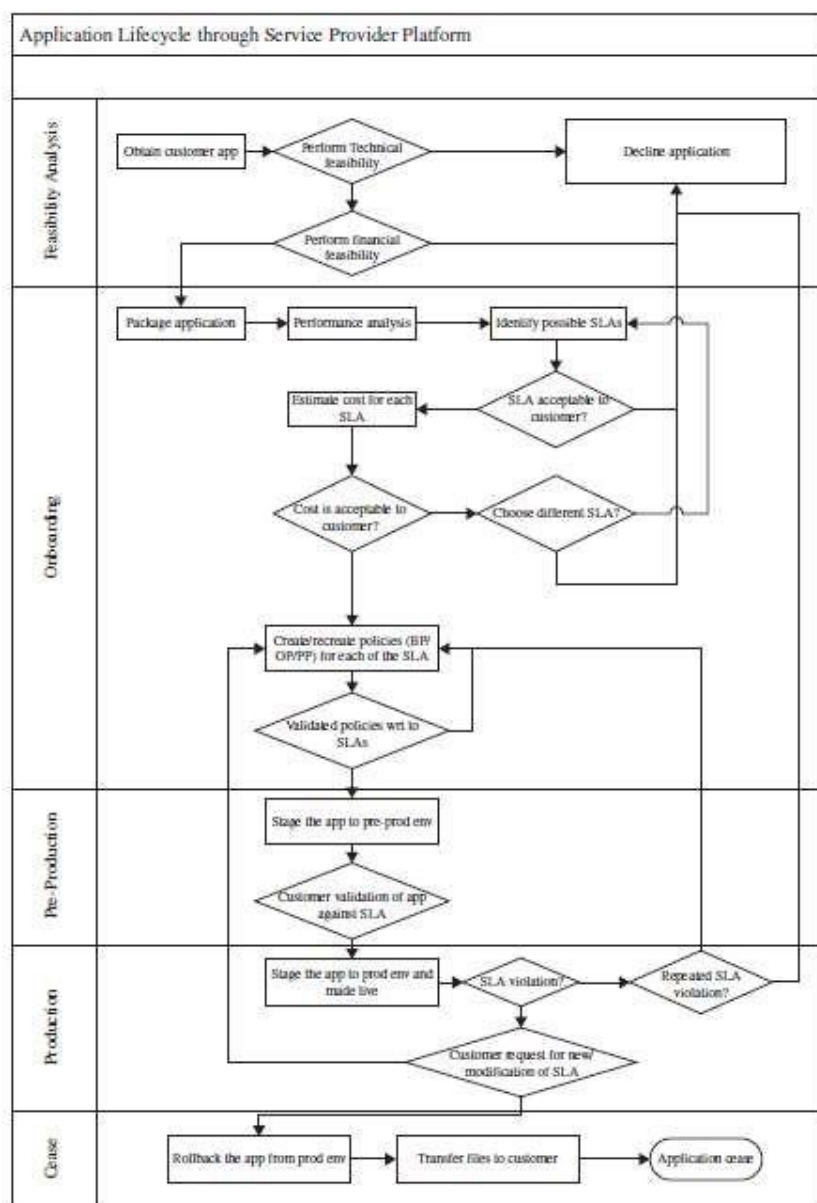 Application Lifecycle through Service Provider Platform
Feasibility Analysis
Obtain customer app
Perform Technical
feasibility
Decline application
Perform financial
feasibility
Onboarding
Package application
Performance analysis
Identify possible SLAs
Estimate cost for each
SLA
SLA acceptable to
customer?
Cost is acceptable to
customer?
Choose different SLA?
Create/recreate policies (BP/
OP/PP) for each of the SLA
Validated policies wrt to
SLAs
Pre-Production
Stage the app to pre-prod env
Customer validation of app
against SLA
Production
Stage the app to prod env and
made live
SLA violation?
Repeated SLA
violation?
Customer request for new/
modification of SLA
Cease
Rollback the app from prod env
Transfer files to customer
Application cease